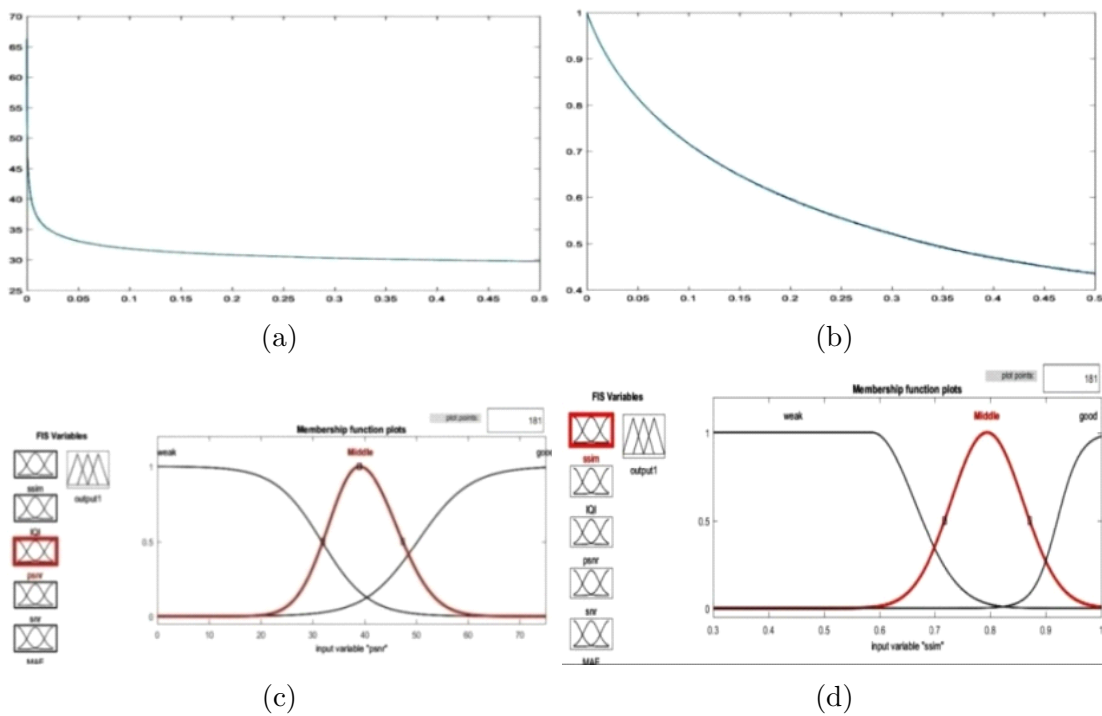 70
65
60
55
50
45
40
35
30
25
0 0.05 0.1 0.15 0.2 0.25 0.3 0.35 0.4 0.45 0.5
(a)
1
0.9
0.8
0.7
0.6
0.5
0.4
0 0.05 0.1 0.15 0.2 0.25 0.3 0.35 0.4 0.45 0.5
(b)
FIS Variables
ssim
IQI
psnr
snr
MAE
output1
plot points:
181
Membership function plots
weak Middle good
1
0.5
0
0 10 20 30 40 50 60 70
input variable "psnr"
(c)
FIS Variables
ssim
IQI
psnr
snr
MAE
output1
plot points:
181
Membership function plots
weak Middle good
1
0.5
0
0.3 0.4 0.5 0.6 0.7 0.8 0.9 1
input variable "ssim"
(d)